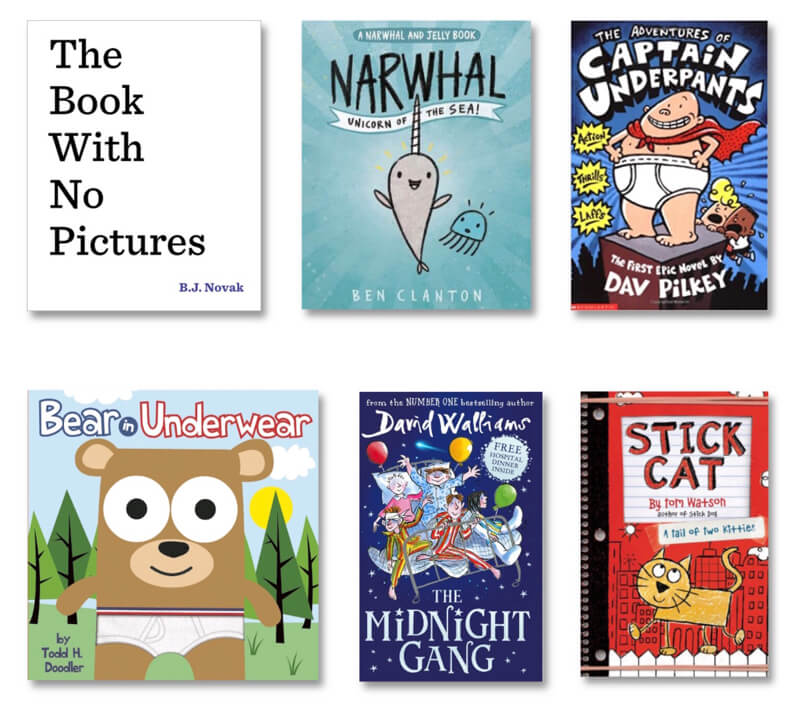 The
Book
With
No
Pictures
B.J. Novak
A NARWHAL AND JELLY BOOK
NARWHAL
UNICORN OF THE SEA!
BEN CLANTON
THE ADVENTURES OF
CAPTAIN
UNDERPANTS
ACTION
THRILLS
LAFFS
THE FIRST EPIC NOVEL BY
DAV PILKEY
SCHOLASTIC
Bear in Underwear
by
Todd H.
Doodler
from the NUMBER ONE bestselling author
David Walliams
FREE
HOSPITAL
DINNER
INSIDE
THE
MIDNIGHT
GANG
STICK
CAT
By Tom Watson
author of Stick Dog
A tail of two kitties